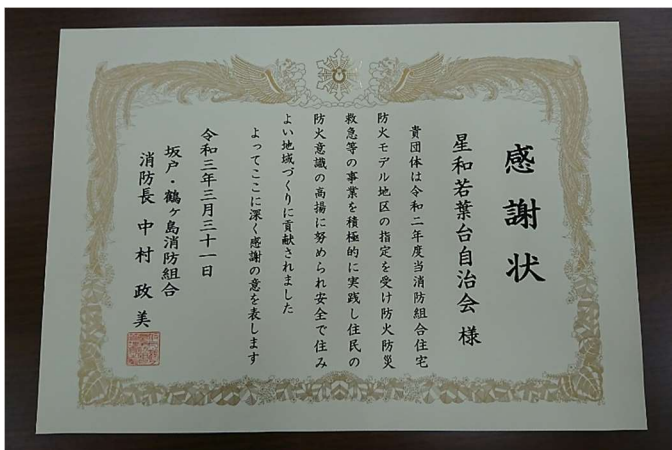 感謝状
星和若葉台自治会 様
貴団体は令和二年度当消防組合住宅
防火モデル地区の指定を受け防火防災
救急等の事業を積極的に実践し住民の
防火意識の高揚に努められ安全で住み
よい地域づくりに貢献されました
よってここに深く感謝の意を表します
令和三年三月三十一日
坂戸・鶴ヶ島消防組合
消防長 中村 政美